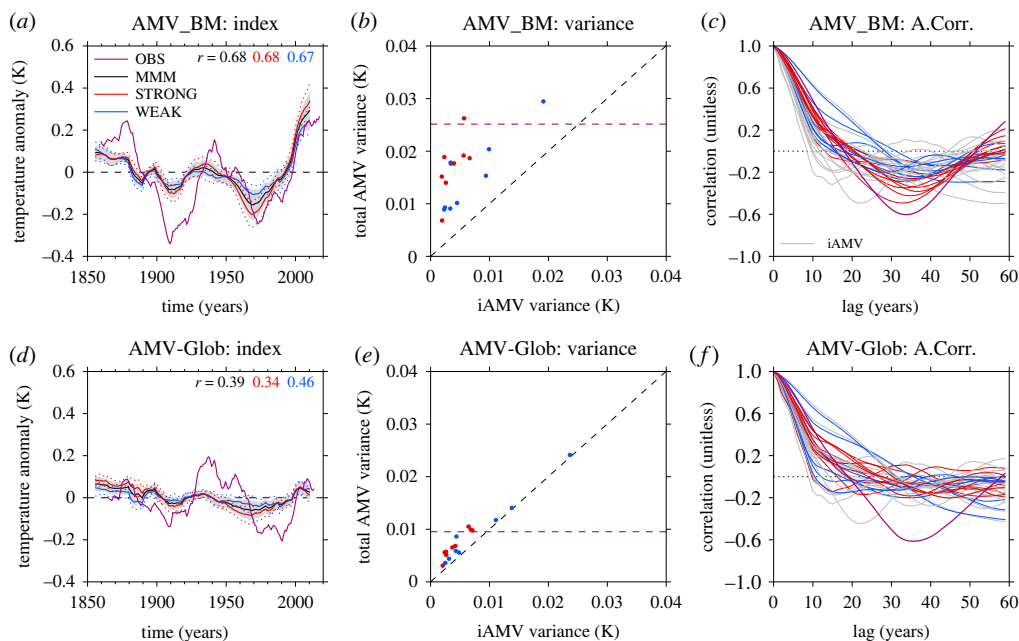 (a) AMV_BM: index
temperature anomaly (K)
0.6
0.4
0.2
0
−0.2
−0.4
OBS
MMM
STRONG
WEAK
r = 0.68 0.68 0.67
1850 1900 1950 2000
time (years)
(b) AMV_BM: variance
total AMV variance (K)
0.04
0.03
0.02
0.01
0
0 0.01 0.02 0.03 0.04
iAMV variance (K)
(c) AMV_BM: A.Corr.
correlation (unitless)
1.0
0.6
0.2
−0.2
−0.6
−1.0
iAMV
0 10 20 30 40 50 60
lag (years)
(d) AMV-Glob: index
temperature anomaly (K)
0.6
0.4
0.2
0
−0.2
−0.4
r = 0.39 0.34 0.46
1850 1900 1950 2000
time (years)
(e) AMV-Glob: variance
total AMV variance (K)
0.04
0.03
0.02
0.01
0
0 0.01 0.02 0.03 0.04
iAMV variance (K)
(f) AMV-Glob: A.Corr.
correlation (unitless)
1.0
0.6
0.2
−0.2
−0.6
−1.0
0 10 20 30 40 50 60
lag (years)